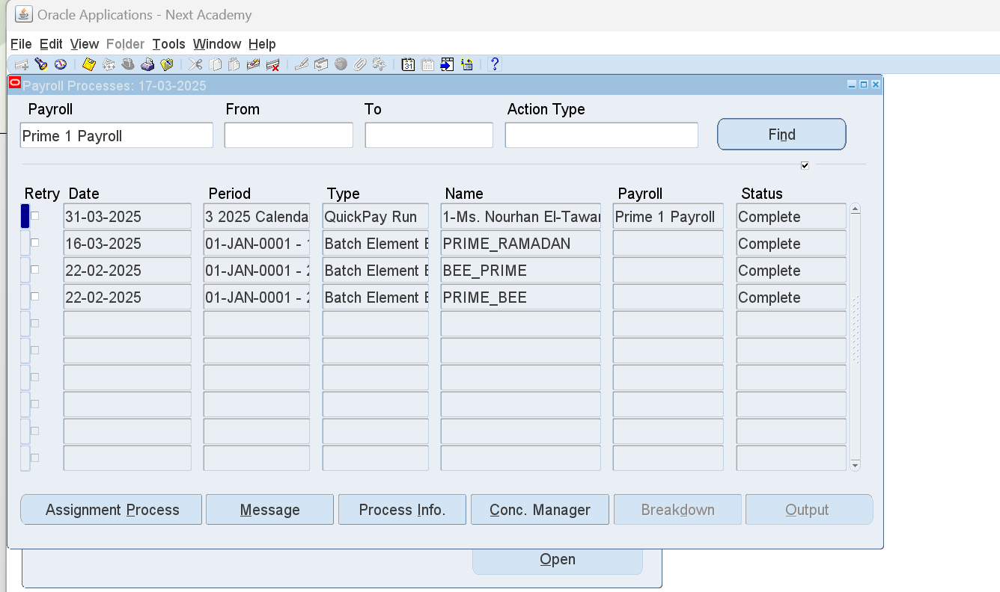 Oracle Applications - Next Academy
File Edit View Folder Tools Window Help
31
?
Payroll Processes: 17-03-2025
Payroll From To Action Type
Prime 1 Payroll
Find
Retry Date Period Type Name Payroll Status
31-03-2025 3 2025 Calenda QuickPay Run 1-Ms. Nourhan El-Tawar Prime 1 Payroll Complete
16-03-2025 01-JAN-0001 - 1 Batch Element E PRIME_RAMADAN Complete
22-02-2025 01-JAN-0001 - 2 Batch Element E BEE_PRIME Complete
22-02-2025 01-JAN-0001 - 2 Batch Element E PRIME_BEE Complete
Assignment Process Message Process Info. Conc. Manager Breakdown Output
Open